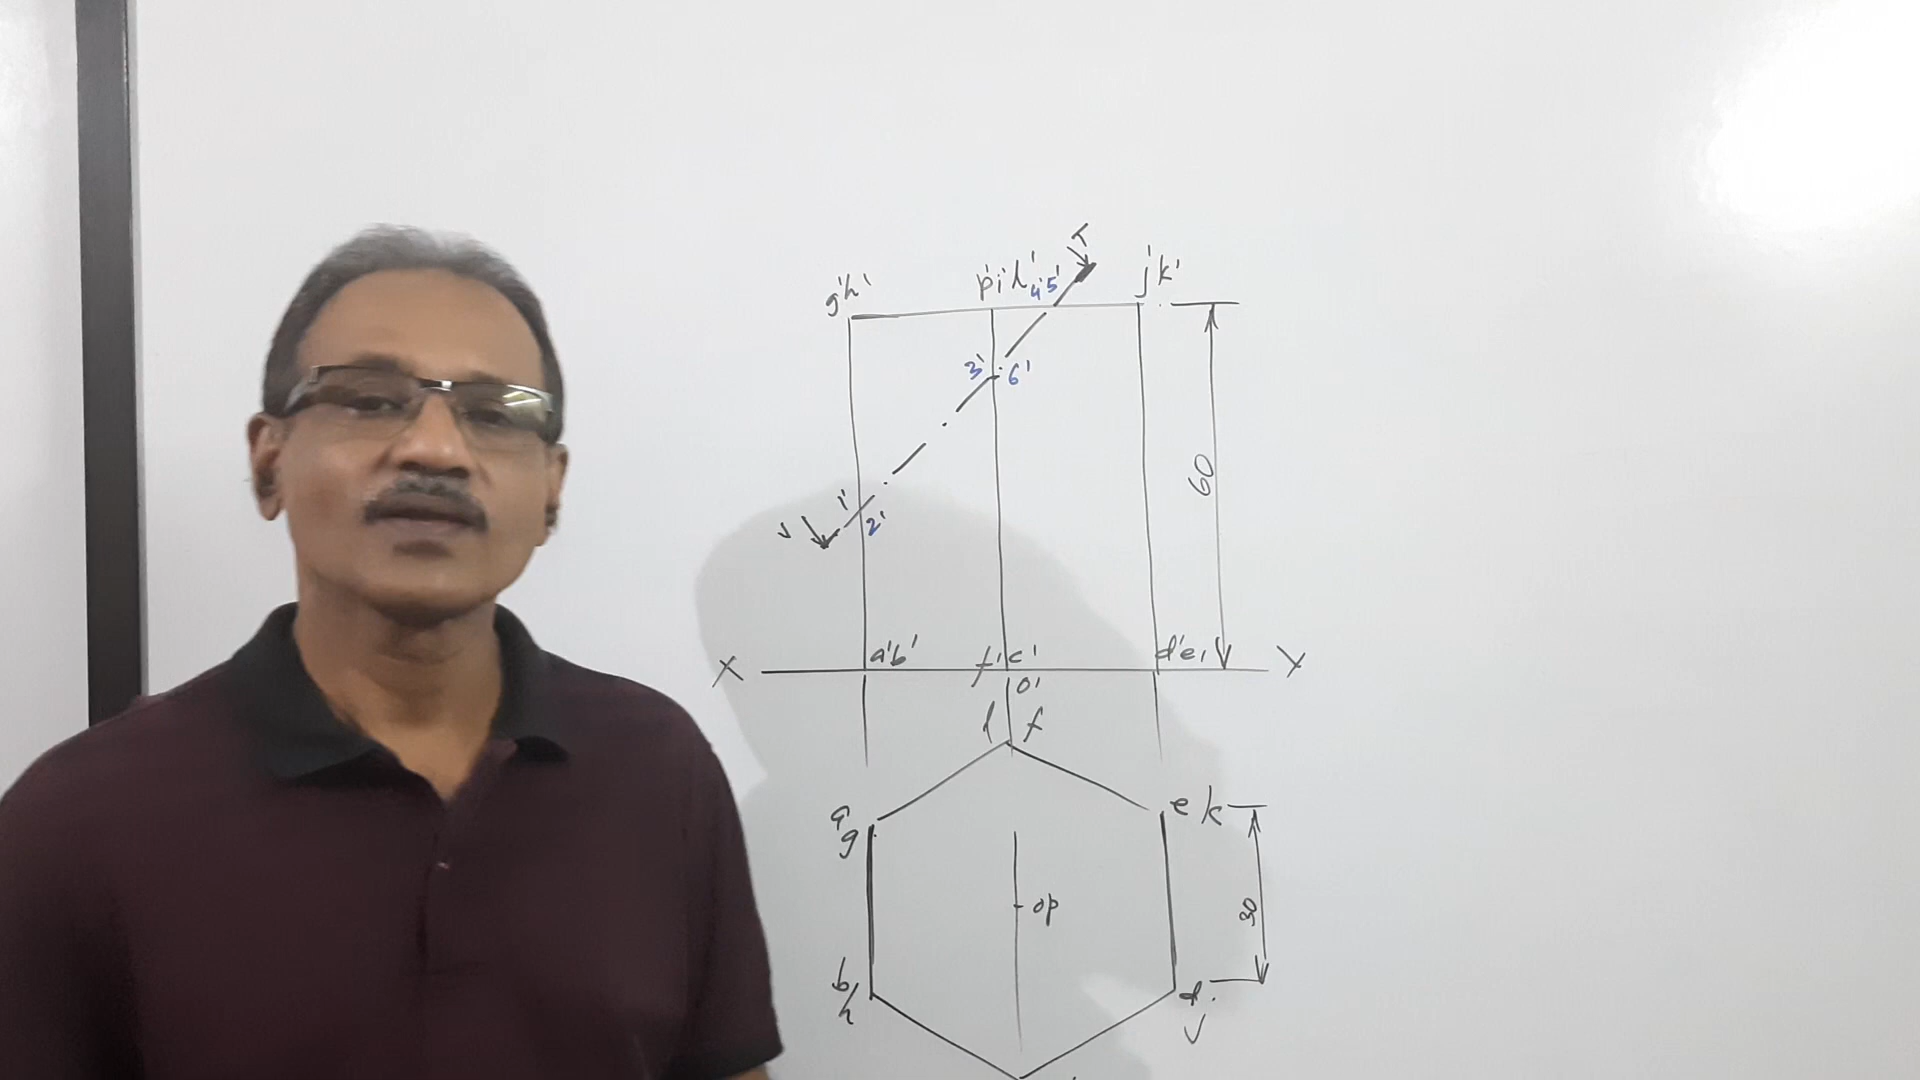 T
g'h' p'i'l' 4'5' j'k'
3' 6'
60
1'
2'
a'b' f'c' d'e'
X Y
o'
l f
a e k
g
op 30
b
h d
j